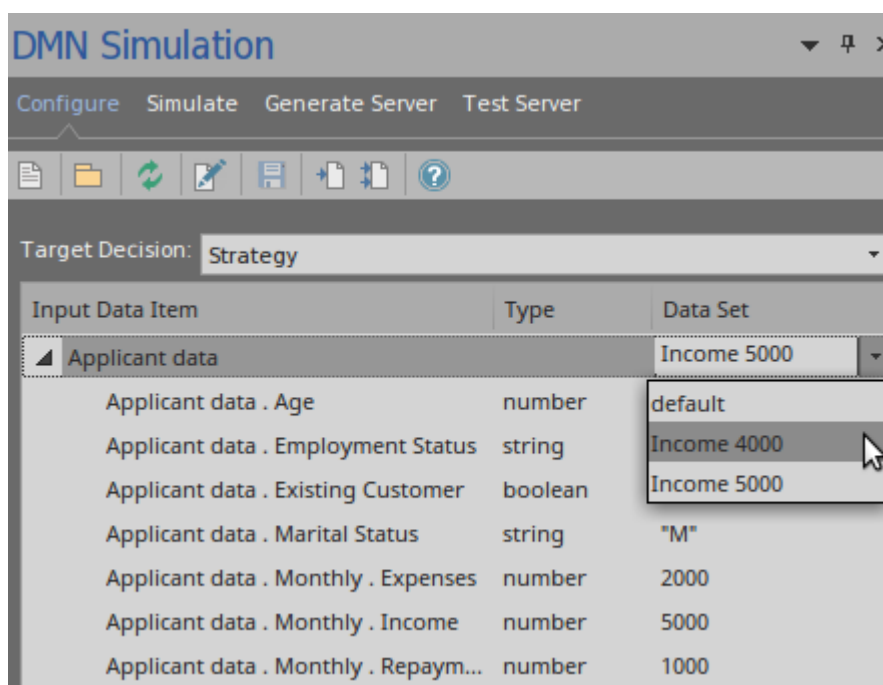 DMN Simulation
Configure Simulate Generate Server Test Server
Target Decision: Strategy
Input Data Item Type Data Set
Applicant data Income 5000
Applicant data . Age number default
Applicant data . Employment Status string Income 4000
Applicant data . Existing Customer boolean Income 5000
Applicant data . Marital Status string "M"
Applicant data . Monthly . Expenses number 2000
Applicant data . Monthly . Income number 5000
Applicant data . Monthly . Repaym... number 1000